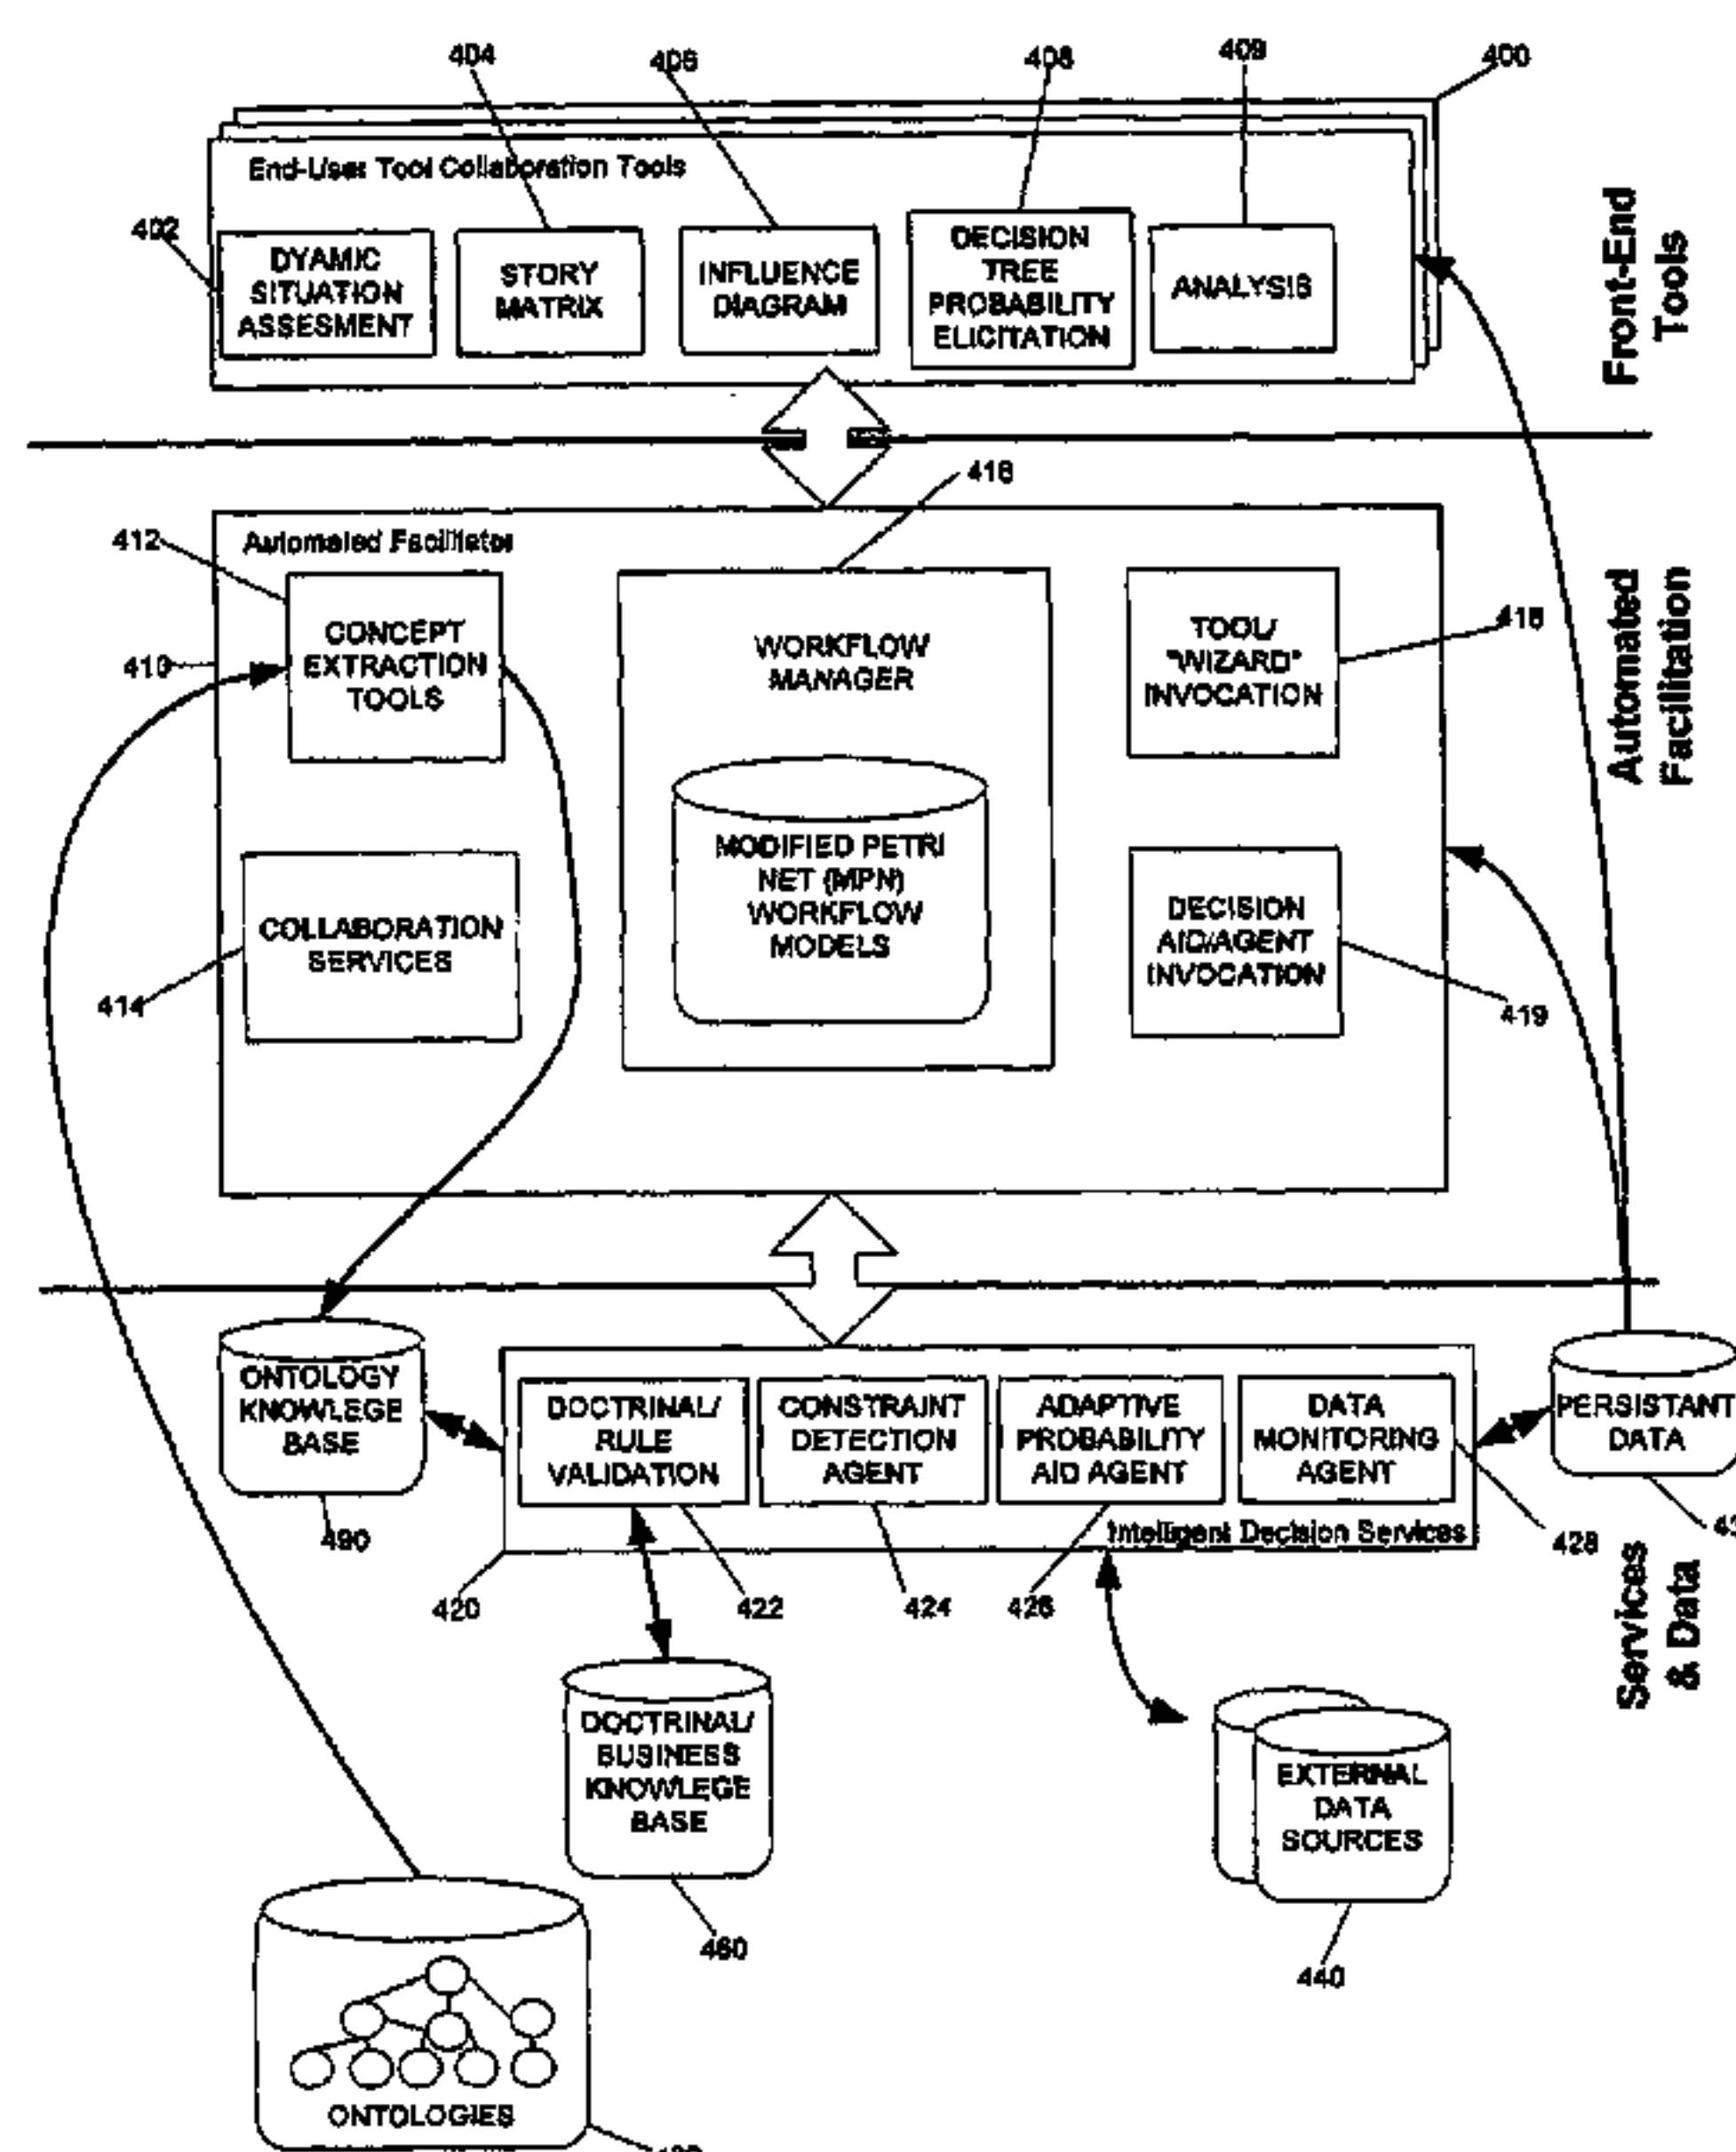 404
406
408
409
400
End-User Tool Collaboration Tools
402
DYAMIC
SITUATION
ASSESMENT
STORY
MATRIX
INFLUENCE
DIAGRAM
DECISION
TREE
PROBABILITY
ELICITATION
ANALYSIS
Front-End
Tools
416
412
Automated Facilitator
410
CONCEPT
EXTRACTION
TOOLS
WORKFLOW
MANAGER
TOOL/
"WIZARD"
INVOCATION
418
Automated
Facilitation
MODIFIED PETRI
NET (MPN)
WORKFLOW
MODELS
COLLABORATION
SERVICES
414
DECISION
AID/AGENT
INVOCATION
419
ONTOLOGY
KNOWLEGE
BASE
490
DOCTRINAL/
RULE
VALIDATION
CONSTRAINT
DETECTION
AGENT
ADAPTIVE
PROBABILITY
AID AGENT
DATA
MONITORING
AGENT
PERSISTANT
DATA
Intelligent Decision Services
428
420
422
424
426
Services
& Data
DOCTRINAL/
BUSINESS
KNOWLEGE
BASE
460
EXTERNAL
DATA
SOURCES
440
ONTOLOGIES